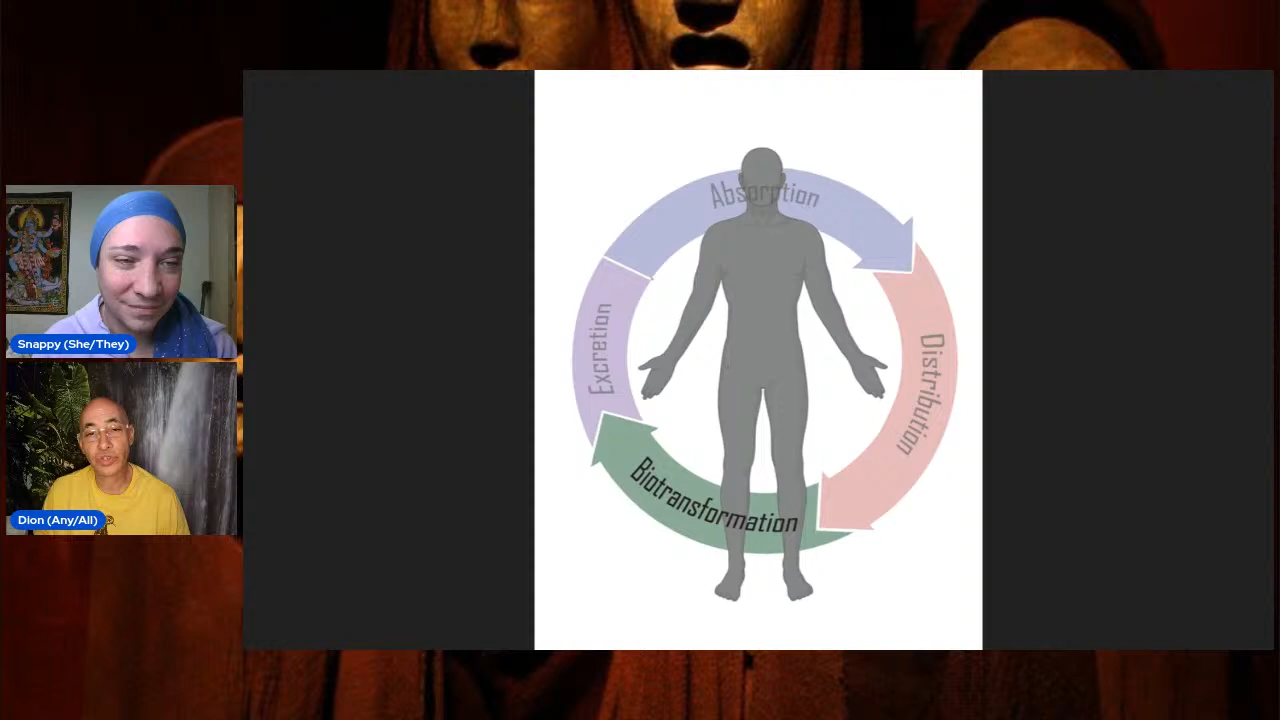 Absorption
Distribution
Biotransformation
Excretion
Snappy (She/They)
Dion (Any/All)